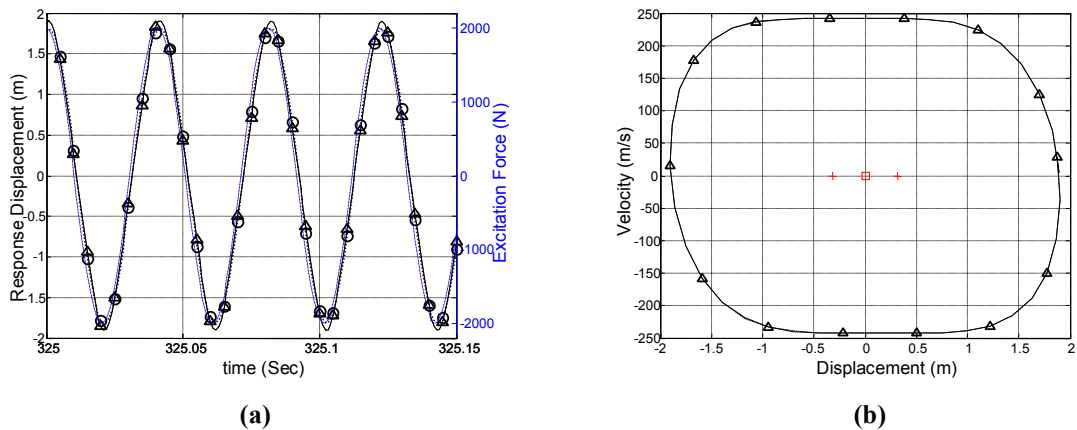 2
1.5
1
0.5
0
-0.5
-1
-1.5
-2
Response Displacement (m)
2000
1000
0
1000
-2000
Excitation Force (N)
325 325.05 325.1 325.15
time (Sec)
(a)
250
200
150
100
50
0
-50
-100
-150
-200
-250
Velocity (m/s)
-2 -1.5 -1 -0.5 0 0.5 1 1.5 2
Displacement (m)
(b)